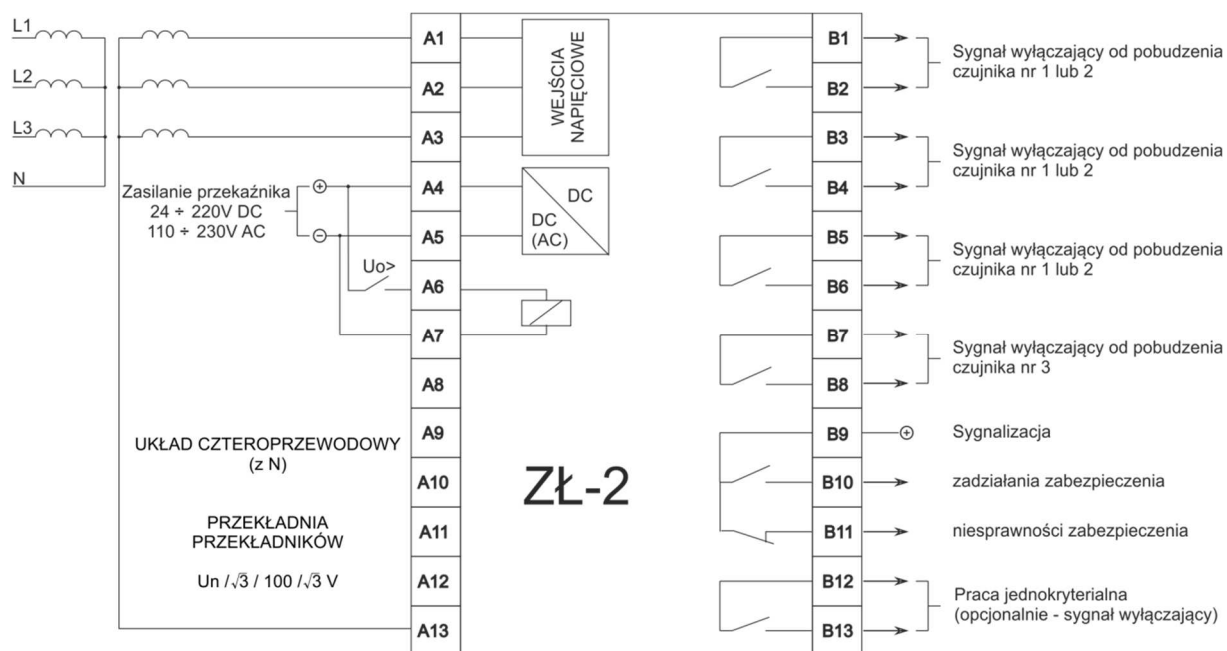 L1
L2
L3
N
Zasilanie przekaźnika
24 ÷ 220V DC
110 ÷ 230V AC
Uo>
UKŁAD CZTEROPRZEWODOWY
(z N)
PRZEKŁADNIA
PRZEKŁADNIKÓW
Un /√3 / 100 /√3 V
A1
A2
A3
A4
A5
A6
A7
A8
A9
A10
A11
A12
A13
WEJŚCIA
NAPIĘCIOWE
DC
DC
(AC)
ZŁ-2
B1
B2
B3
B4
B5
B6
B7
B8
B9
B10
B11
B12
B13
Sygnał wyłączający od pobudzenia
czujnika nr 1 lub 2
Sygnał wyłączający od pobudzenia
czujnika nr 1 lub 2
Sygnał wyłączający od pobudzenia
czujnika nr 1 lub 2
Sygnał wyłączający od pobudzenia
czujnika nr 3
Sygnalizacja
zadziałania zabezpieczenia
niesprawności zabezpieczenia
Praca jednokryterialna
(opcjonalnie - sygnał wyłączający)